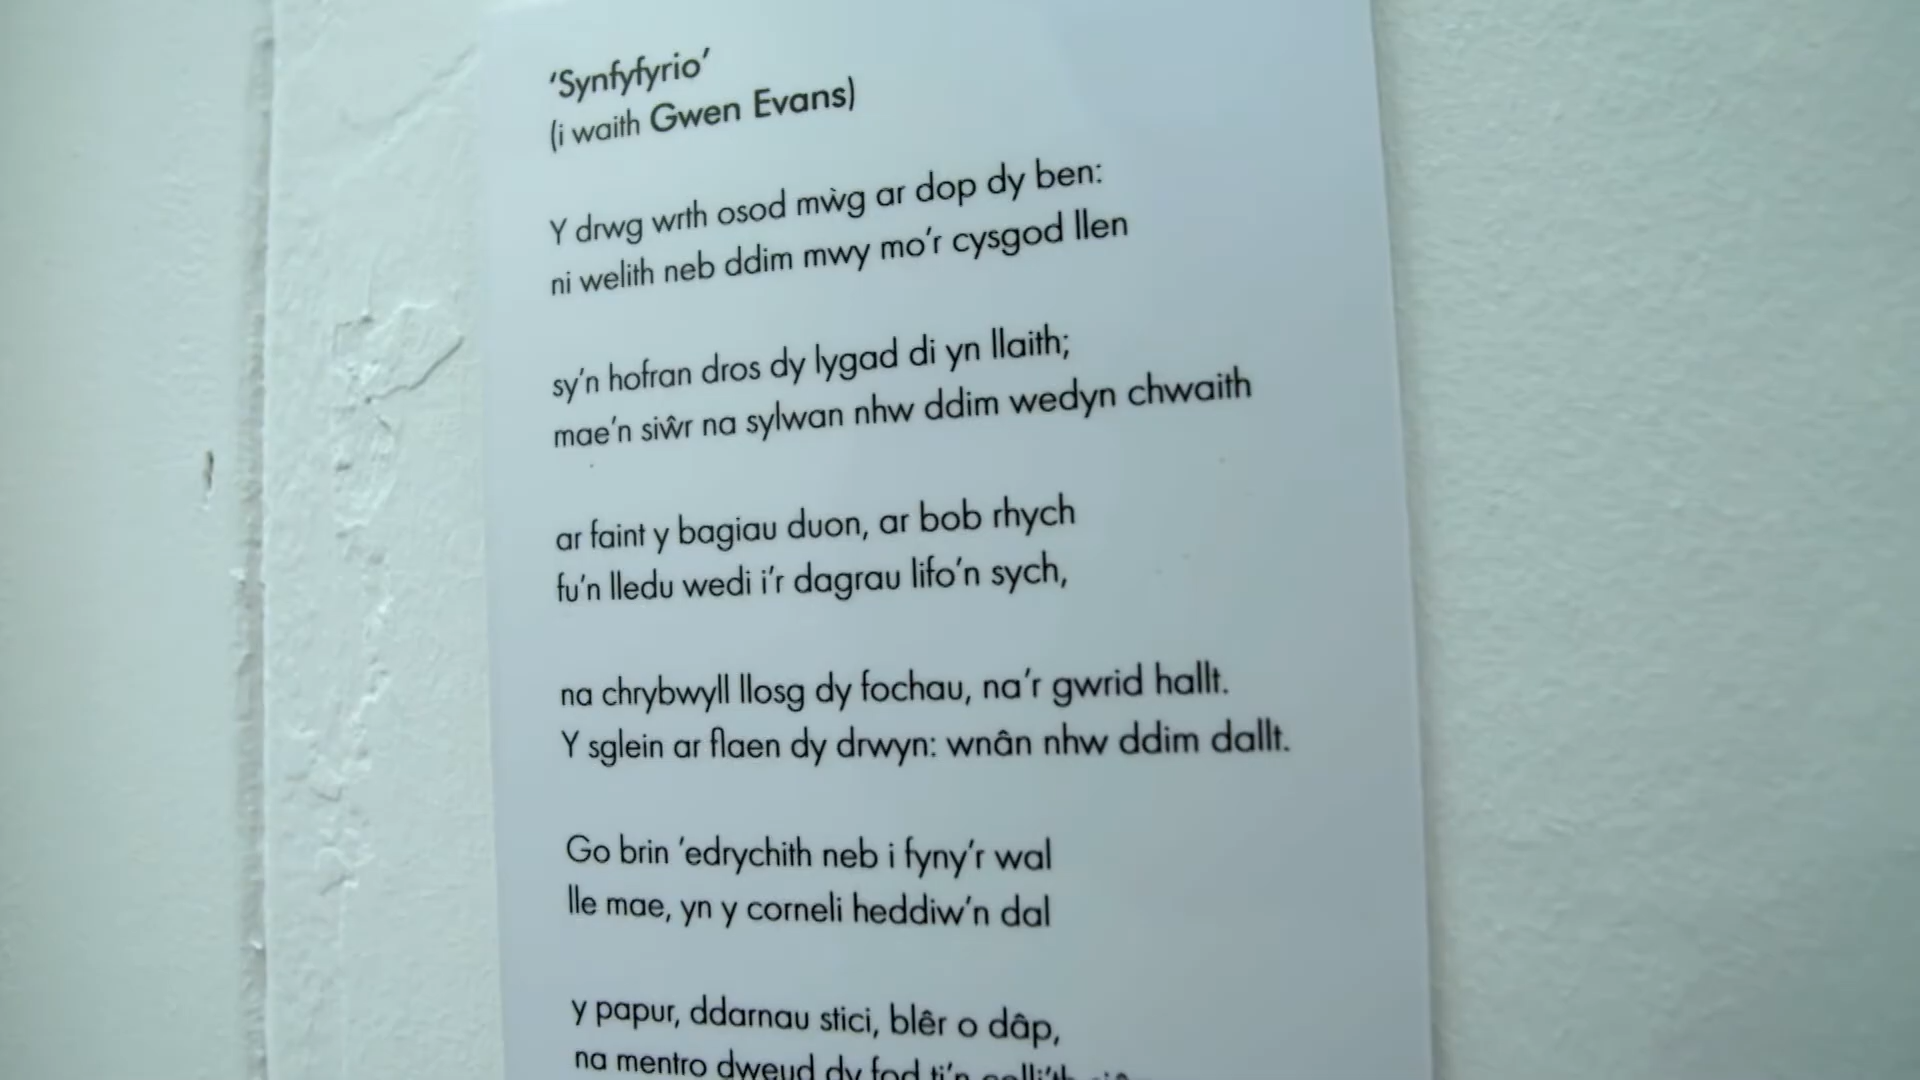 ‘Synfyfyrio’
(i waith Gwen Evans)
Y drwg wrth osod mẁg ar dop dy ben:
ni welith neb ddim mwy mo’r cysgod llen
sy’n hofran dros dy lygad di yn llaith;
mae’n siŵr na sylwan nhw ddim wedyn chwaith
ar faint y bagiau duon, ar bob rhych
fu’n lledu wedi i’r dagrau lifo’n sych,
na chrybwyll llosg dy fochau, na’r gwrid hallt.
Y sglein ar flaen dy drwyn: wnân nhw ddim dallt.
Go brin ’edrychith neb i fyny’r wal
lle mae, yn y corneli heddiw’n dal
y papur, ddarnau stici, blêr o dâp,
na mentro dweud dy fod ti’n